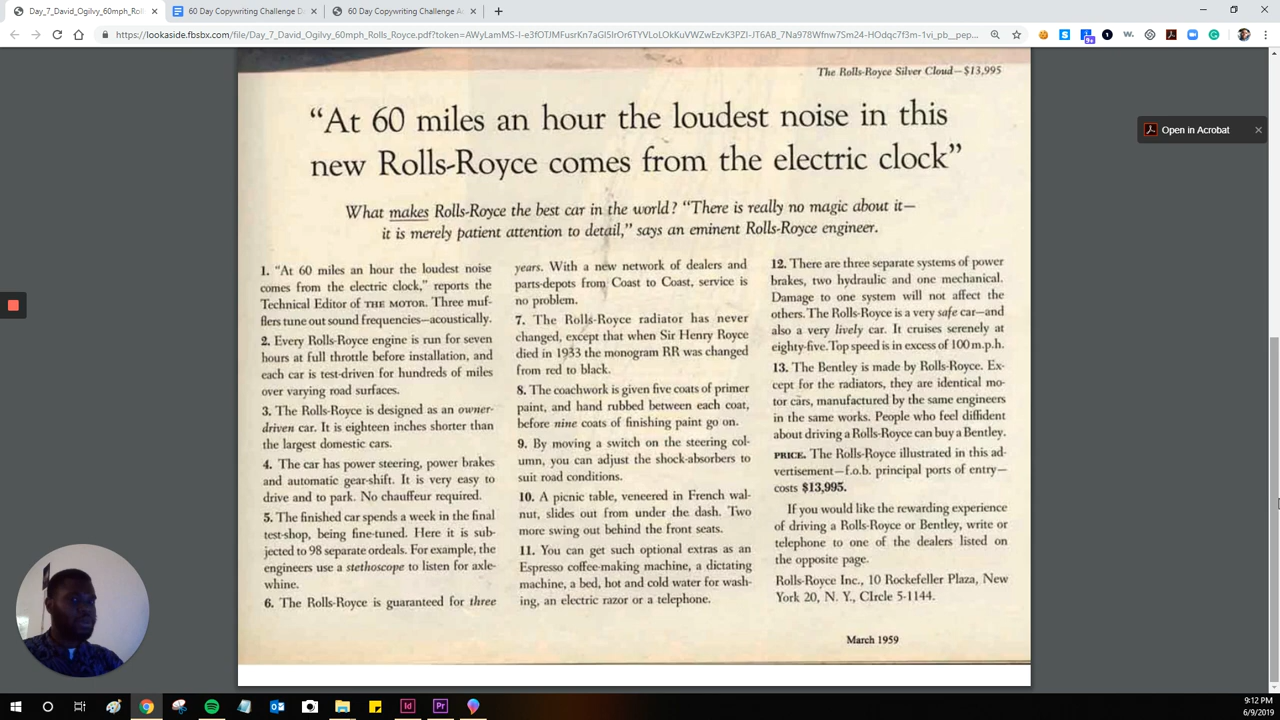 Day_7_David_Ogilvy_60mph_Roll
60 Day Copywriting Challenge D
60 Day Copywriting Challenge A
Open in Acrobat
The Rolls-Royce Silver Cloud—$13,995
“At 60 miles an hour the loudest noise in this
new Rolls-Royce comes from the electric clock”
What makes Rolls-Royce the best car in the world? “There is really no magic about it—
it is merely patient attention to detail,” says an eminent Rolls-Royce engineer.
1. “At 60 miles an hour the loudest noise
comes from the electric clock,” reports the
Technical Editor of THE MOTOR. Three muf-
flers tune out sound frequencies—acoustically.
2. Every Rolls-Royce engine is run for seven
hours at full throttle before installation, and
each car is test-driven for hundreds of miles
over varying road surfaces.
3. The Rolls-Royce is designed as an owner-
driven car. It is eighteen inches shorter than
the largest domestic cars.
4. The car has power steering, power brakes
and automatic gear-shift. It is very easy to
drive and to park. No chauffeur required.
5. The finished car spends a week in the final
test-shop, being fine-tuned. Here it is sub-
jected to 98 separate ordeals. For example, the
engineers use a stethoscope to listen for axle-
whine.
6. The Rolls-Royce is guaranteed for three
years. With a new network of dealers and
parts-depots from Coast to Coast, service is
no problem.
7. The Rolls-Royce radiator has never
changed, except that when Sir Henry Royce
died in 1933 the monogram RR was changed
from red to black.
8. The coachwork is given five coats of primer
paint, and hand rubbed between each coat,
before nine coats of finishing paint go on.
9. By moving a switch on the steering col-
umn, you can adjust the shock-absorbers to
suit road conditions.
10. A picnic table, veneered in French wal-
nut, slides out from under the dash. Two
more swing out behind the front seats.
11. You can get such optional extras as an
Espresso coffee-making machine, a dictating
machine, a bed, hot and cold water for wash-
ing, an electric razor or a telephone.
12. There are three separate systems of power
brakes, two hydraulic and one mechanical.
Damage to one system will not affect the
others. The Rolls-Royce is a very safe car—and
also a very lively car. It cruises serenely at
eighty-five. Top speed is in excess of 100 m.p.h.
13. The Bentley is made by Rolls-Royce. Ex-
cept for the radiators, they are identical mo-
tor cars, manufactured by the same engineers
in the same works. People who feel diffident
about driving a Rolls-Royce can buy a Bentley.
PRICE. The Rolls-Royce illustrated in this ad-
vertisement—f.o.b. principal ports of entry—
costs $13,995.
If you would like the rewarding experience
of driving a Rolls-Royce or Bentley, write or
telephone to one of the dealers listed on
the opposite page.
Rolls-Royce Inc., 10 Rockefeller Plaza, New
York 20, N. Y., CIrcle 5-1144.
March 1959
9:12 PM
6/9/2019